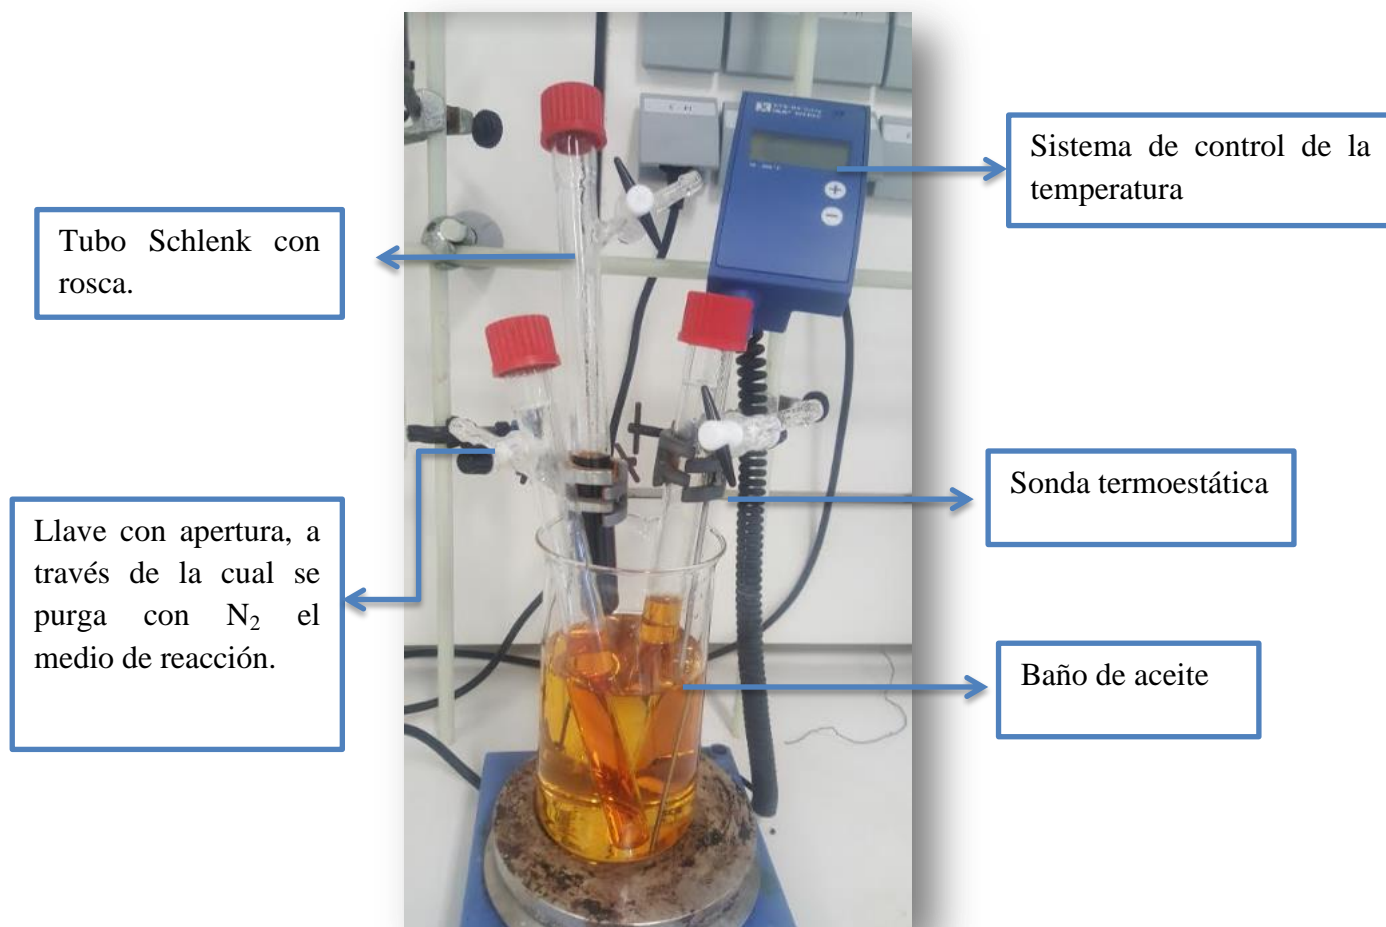 Sistema de control de la
temperatura
Tubo Schlenk con
rosca.
Sonda termoestática
Llave con apertura, a
través de la cual se
purga con N₂ el
medio de reacción.
Baño de aceite
+
−